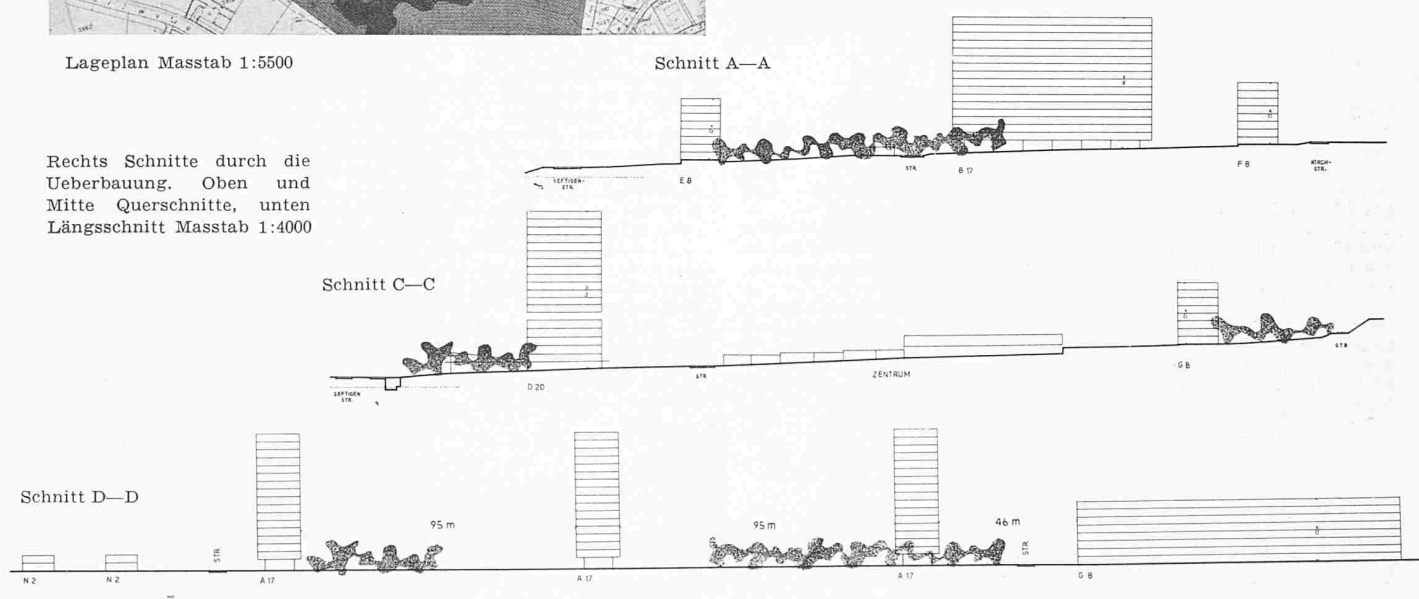 Lageplan Masstab 1:5500
Rechts Schnitte durch die
Ueberbauung. Oben und
Mitte Querschnitte, unten
Längsschnitt Masstab 1:4000
Schnitt A—A
SEFTIGEN-
STR.
E 8
STR.
B 17
F 8
KIRCH-
STR.
Schnitt C—C
SEFTIGEN
STR.
D 20
STR.
ZENTRUM
G 8
STR
Schnitt D—D
95 m
95 m
46 m
N 2
N 2
STR.
A 17
A 17
A 17
STR.
G 8